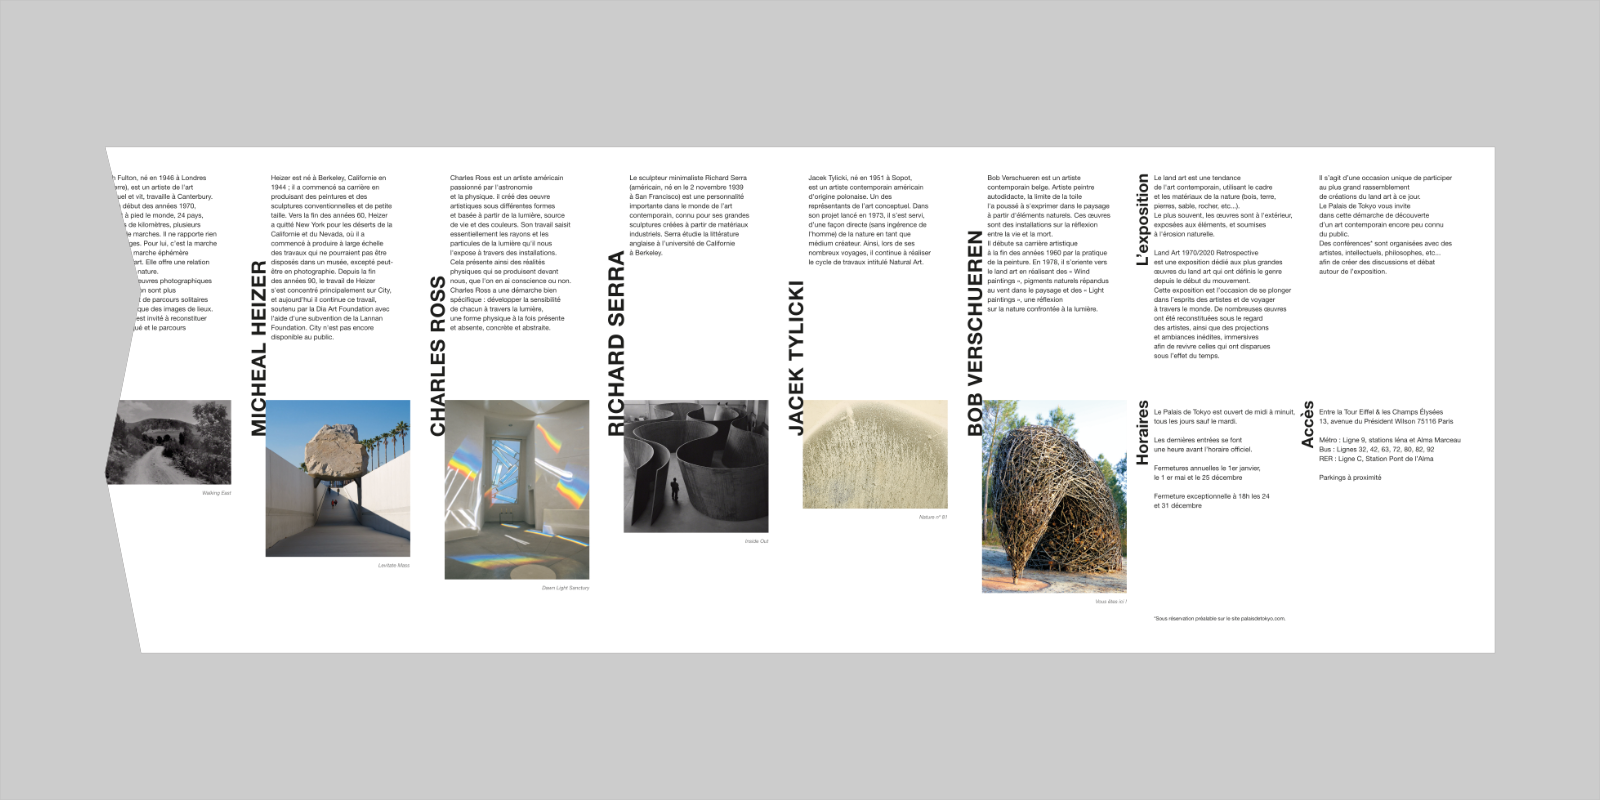 Fulton, né en 1946 à Londres
est un artiste de l'art
et vit, travaille à Canterbury.
début des années 1970,
à pied le monde, 24 pays,
de kilomètres, plusieurs
marches. Il ne rapporte rien
Pour lui, c'est la marche
marche éphémère
art. Elle offre une relation
nature.
photographiques
sont plus
de parcours solitaires
que des images de lieux.
est invité à reconstituer
et le parcours
Walking East
MICHEAL HEIZER
Heizer est né à Berkeley, Californie en
1944 ; il a commencé sa carrière en
produisant des peintures et des
sculptures conventionnelles et de petite
taille. Vers la fin des années 60, Heizer
a quitté New York pour les déserts de la
Californie et du Nevada, où il a
commencé à produire à large échelle
des travaux qui ne pourraient pas être
disposés dans un musée, excepté peut-
être en photographie. Depuis la fin
des années 90, le travail de Heizer
s'est concentré principalement sur City,
et aujourd'hui il continue ce travail,
soutenu par la Dia Art Foundation avec
l'aide d'une subvention de la Lannan
Foundation. City n'est pas encore
disponible au public.
Levitate Mass
CHARLES ROSS
Charles Ross est un artiste américain
passionné par l'astronomie
et la physique. Il créé des oeuvre
artistiques sous différentes formes
et basée à partir de la lumière, source
de vie et des couleurs. Son travail saisit
essentiellement les rayons et les
particules de la lumière qu'il nous
l'expose à travers des installations.
Cela présente ainsi des réalités
physiques qui se produisent devant
nous, que l'on en ai conscience ou non.
Charles Ross a une démarche bien
spécifique : développer la sensibilité
de chacun à travers la lumière,
une forme physique à la fois présente
et absente, concrète et abstraite.
Dawn Light Sanctury
RICHARD SERRA
Le sculpteur minimaliste Richard Serra
(américain, né en le 2 novembre 1939
à San Francisco) est une personnalité
importante dans le monde de l'art
contemporain, connu pour ses grandes
sculptures créées à partir de matériaux
industriels. Serra étudie la littérature
anglaise à l'université de Californie
à Berkeley.
Inside Out
JACEK TYLICKI
Jacek Tylicki, né en 1951 à Sopot,
est un artiste contemporain américain
d'origine polonaise. Un des
représentants de l'art conceptuel. Dans
son projet lancé en 1973, il s'est servi,
d'une façon directe (sans ingérence de
l'homme) de la nature en tant que
médium créateur. Ainsi, lors de ses
nombreux voyages, il continue à réaliser
le cycle de travaux intitulé Natural Art.
Nature n° 91
BOB VERSCHUEREN
Bob Verschueren est un artiste
contemporain belge. Artiste peintre
autodidacte, la limite de la toile
l'a poussé à s'exprimer dans le paysage
à partir d'éléments naturels. Ces œuvres
sont des installations sur la réflexion
entre la vie et la mort.
Il débute sa carrière artistique
à la fin des années 1960 par la pratique
de la peinture. En 1978, il s'oriente vers
le land art en réalisant des « Wind
paintings «, pigments naturels répandus
au vent dans le paysage et des « Light
paintings «, une réflexion
sur la nature confrontée à la lumière.
Vous êtes ici !
L'exposition
Le land art est une tendance
de l'art contemporain, utilisant le cadre
et les matériaux de la nature (bois, terre,
pierres, sable, rocher, etc...).
Le plus souvent, les œuvres sont à l'extérieur,
exposées aux éléments, et soumises
à l'érosion naturelle.
Land Art 1970/2020 Retrospective
est une exposition dédié aux plus grandes
œuvres du land art qui ont définis le genre
depuis le début du mouvement.
Cette exposition est l'occasion de se plonger
dans l'esprits des artistes et de voyager
à travers le monde. De nombreuses œuvres
ont été reconstituées sous le regard
des artistes, ainsi que des projections
et ambiances inédites, immersives
afin de revivre celles qui ont disparues
sous l'effet du temps.
Il s'agit d'une occasion unique de participer
au plus grand rassemblement
de créations du land art à ce jour.
Le Palais de Tokyo vous invite
dans cette démarche de découverte
d'un art contemporain encore peu connu
du public.
Des conférences* sont organisées avec des
artistes, intellectuels, philosophes, etc...
afin de créer des discussions et débat
autour de l'exposition.
Horaires
Le Palais de Tokyo est ouvert de midi à minuit,
tous les jours sauf le mardi.
Les dernières entrées se font
une heure avant l'horaire officiel.
Fermetures annuelles le 1er janvier,
le 1 er mai et le 25 décembre
Fermeture exceptionnelle à 18h les 24
et 31 décembre
Accès
Entre la Tour Eiffel & les Champs Élysées
13, avenue du Président Wilson 75116 Paris
Métro : Ligne 9, stations Iéna et Alma Marceau
Bus : Lignes 32, 42, 63, 72, 80, 82, 92
RER : Ligne C, Station Pont de l'Alma
Parkings à proximité
*Sous réservation préalable sur le site palaisdetokyo.com